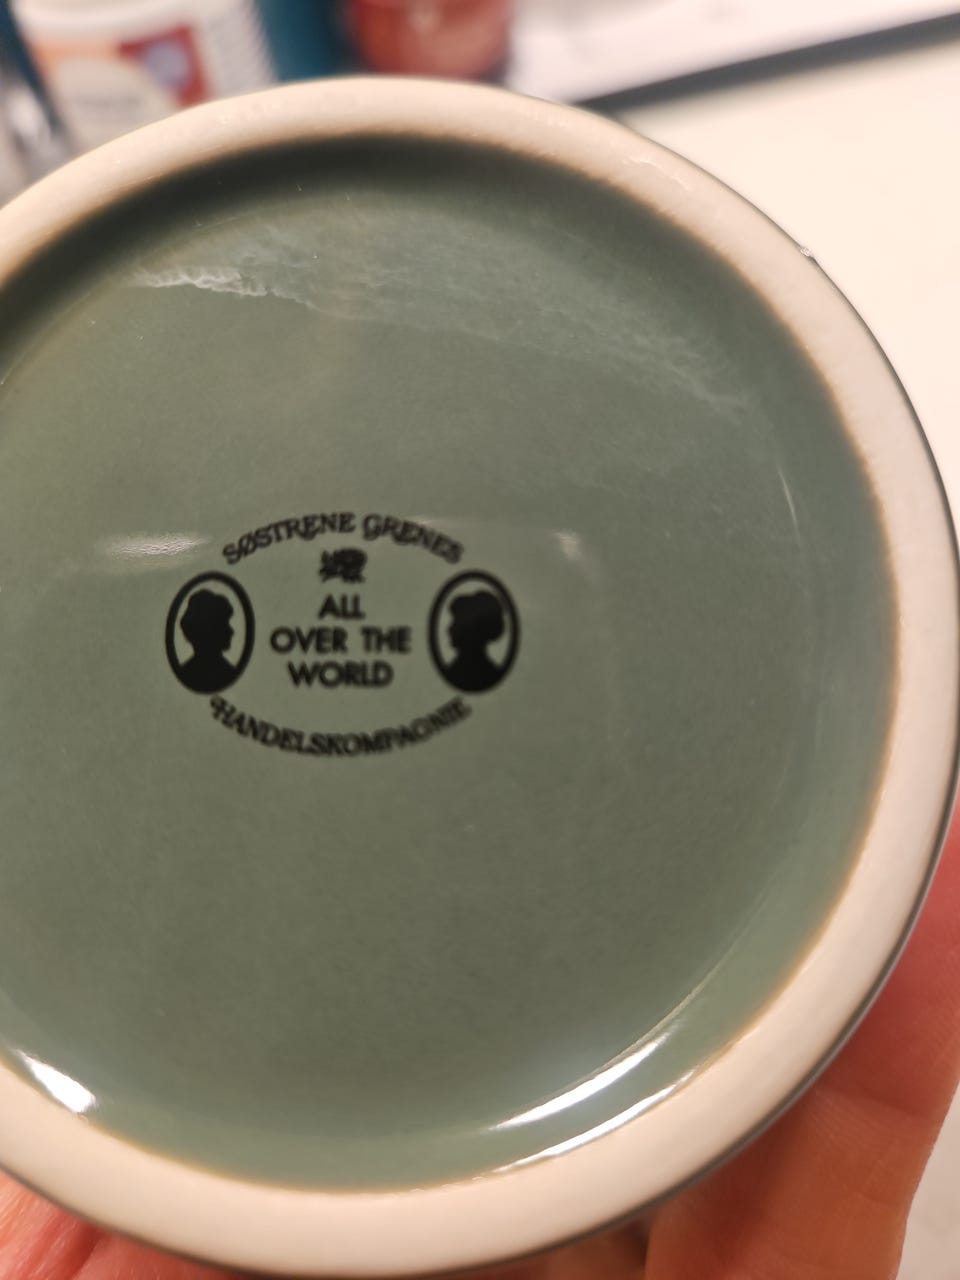 SØSTRENE GRENES
ALL
OVER THE
WORLD
HANDELSKOMPAGNIE